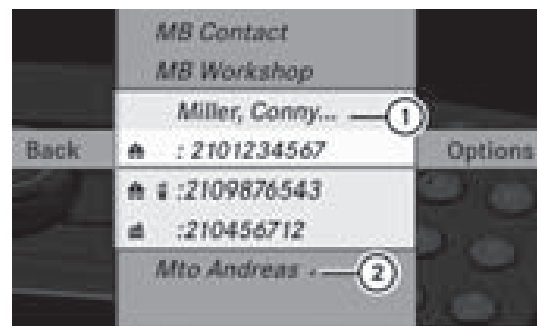 MB Contact
MB Workshop
Miller, Conny... 1
Back : 2101234567 Options
:2109876543
:210456712
Mto Andreas 2